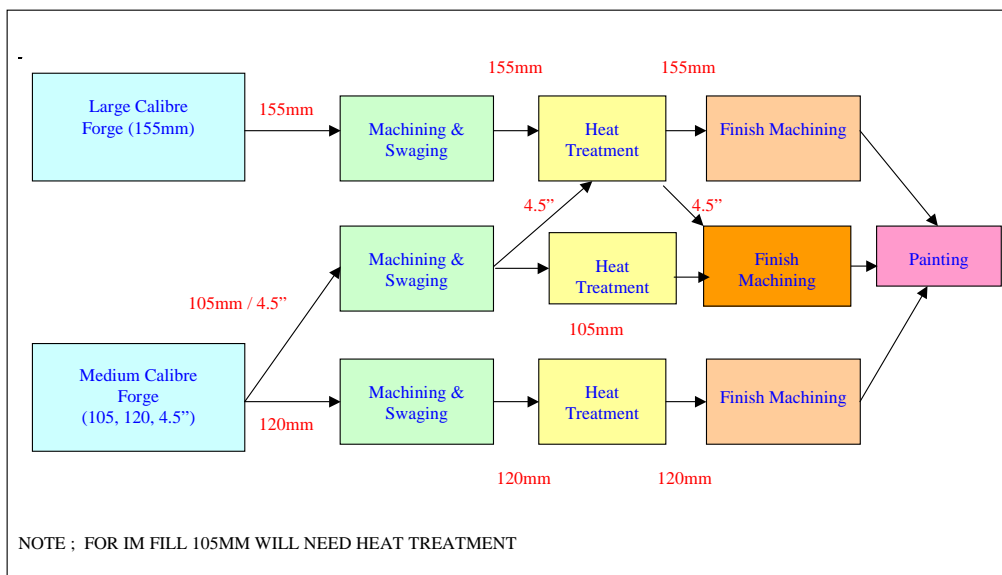 155mm
155mm
Large Calibre
Forge (155mm)
155mm
Machining &
Swaging
Heat
Treatment
Finish Machining
4.5”
4.5”
Machining &
Swaging
Heat
Treatment
Finish
Machining
Painting
105mm / 4.5”
105mm
Medium Calibre
Forge
(105, 120, 4.5”)
120mm
Machining &
Swaging
Heat
Treatment
Finish Machining
120mm
120mm
NOTE ; FOR IM FILL 105MM WILL NEED HEAT TREATMENT